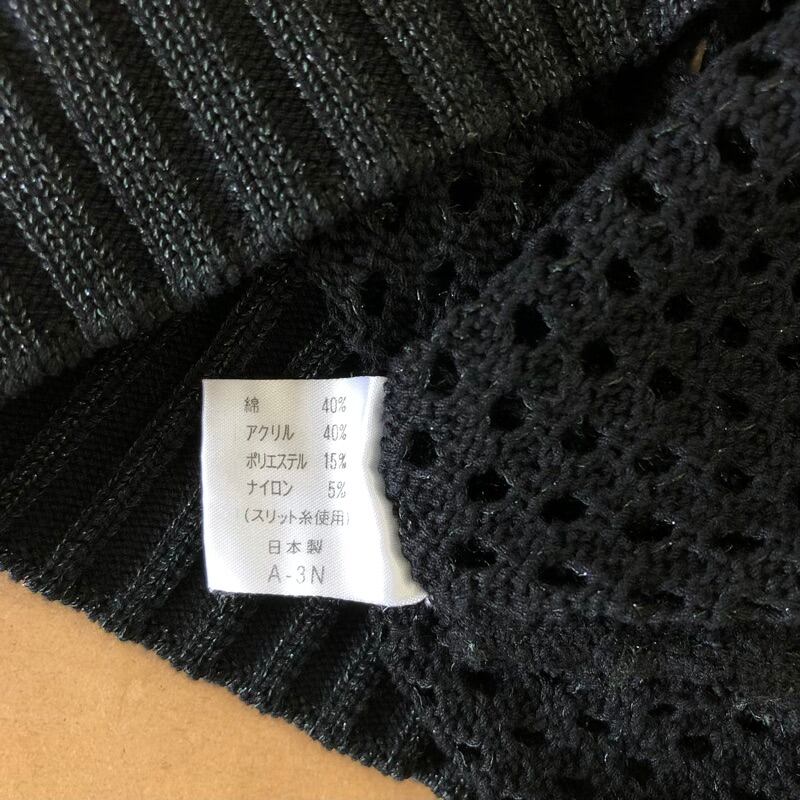 綿 40%
アクリル 40%
ポリエステル 15%
ナイロン 5%
(スリット糸使用)
日本製
A-3N